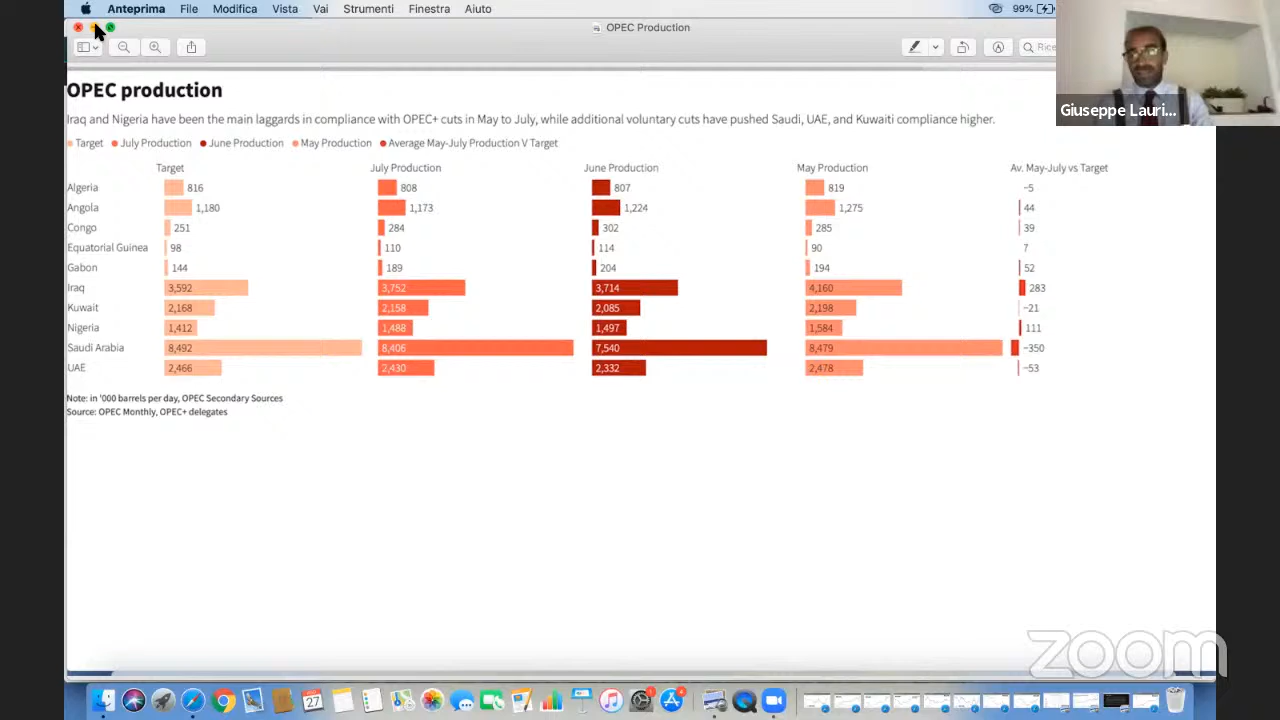 Anteprima File Modifica Vista Vai Strumenti Finestra Aiuto 99%
OPEC Production
Rice
Giuseppe Lauri...
OPEC production
Iraq and Nigeria have been the main laggards in compliance with OPEC+ cuts in May to July, while additional voluntary cuts have pushed Saudi, UAE, and Kuwaiti compliance higher.
Target July Production June Production May Production Average May-July Production V Target
Target July Production June Production May Production Av. May-July vs Target
Algeria 816 808 807 819 −5
Angola 1,180 1,173 1,224 1,275 44
Congo 251 284 302 285 39
Equatorial Guinea 98 110 114 90 7
Gabon 144 189 204 194 52
Iraq 3,592 3,752 3,714 4,160 283
Kuwait 2,168 2,158 2,085 2,198 −21
Nigeria 1,412 1,488 1,497 1,584 111
Saudi Arabia 8,492 8,406 7,540 8,479 −350
UAE 2,466 2,430 2,332 2,478 −53
Note: in '000 barrels per day, OPEC Secondary Sources
Source: OPEC Monthly, OPEC+ delegates
zoom
27